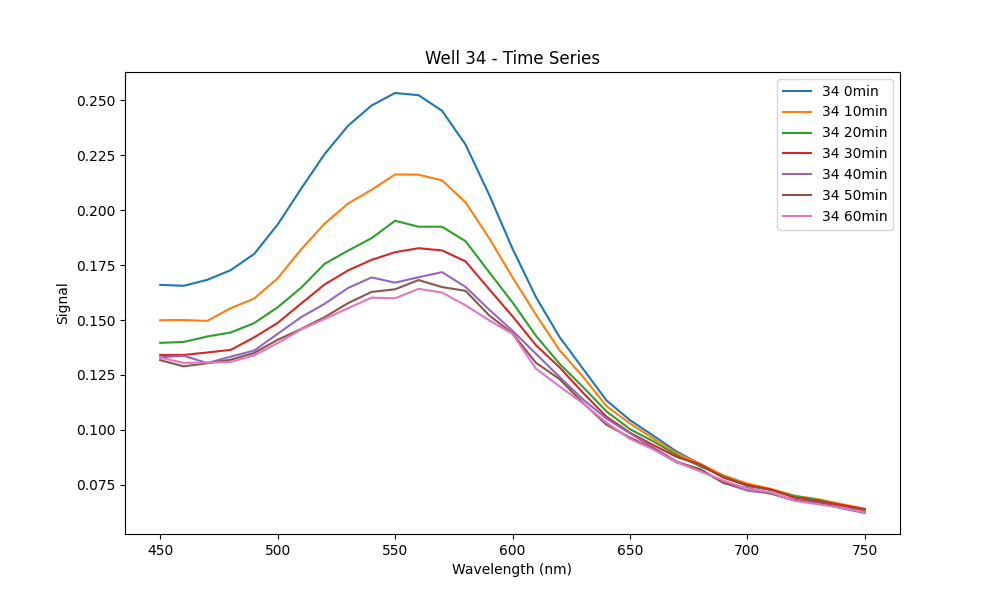 Well 34 - Time Series
34 0min
34 10min
34 20min
34 30min
34 40min
34 50min
34 60min
Signal
0.250
0.225
0.200
0.175
0.150
0.125
0.100
0.075
450 500 550 600 650 700 750
Wavelength (nm)